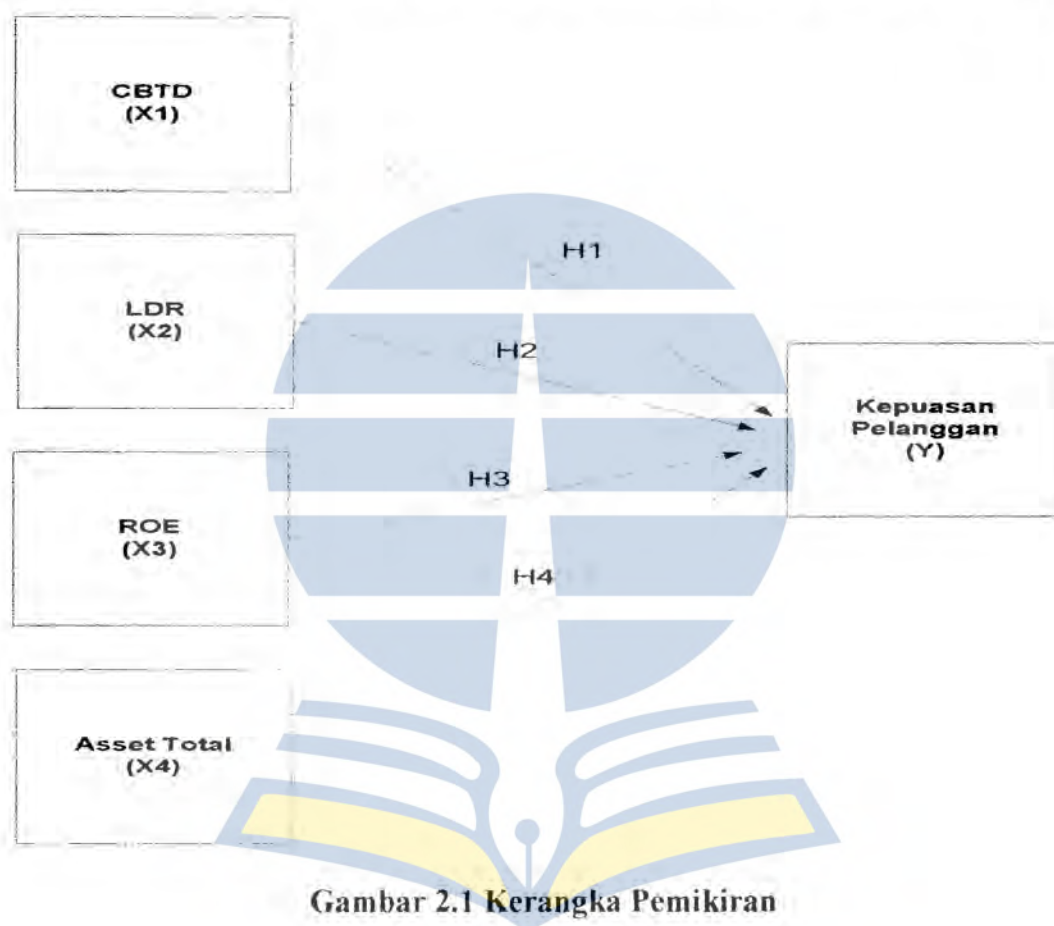 CBTD
(X1)
H1
LDR
(X2)
H2
Kepuasan
Pelanggan
(Y)
H3
ROE
(X3)
H4
Asset Total
(X4)
Gambar 2.1 Kerangka Pemikiran